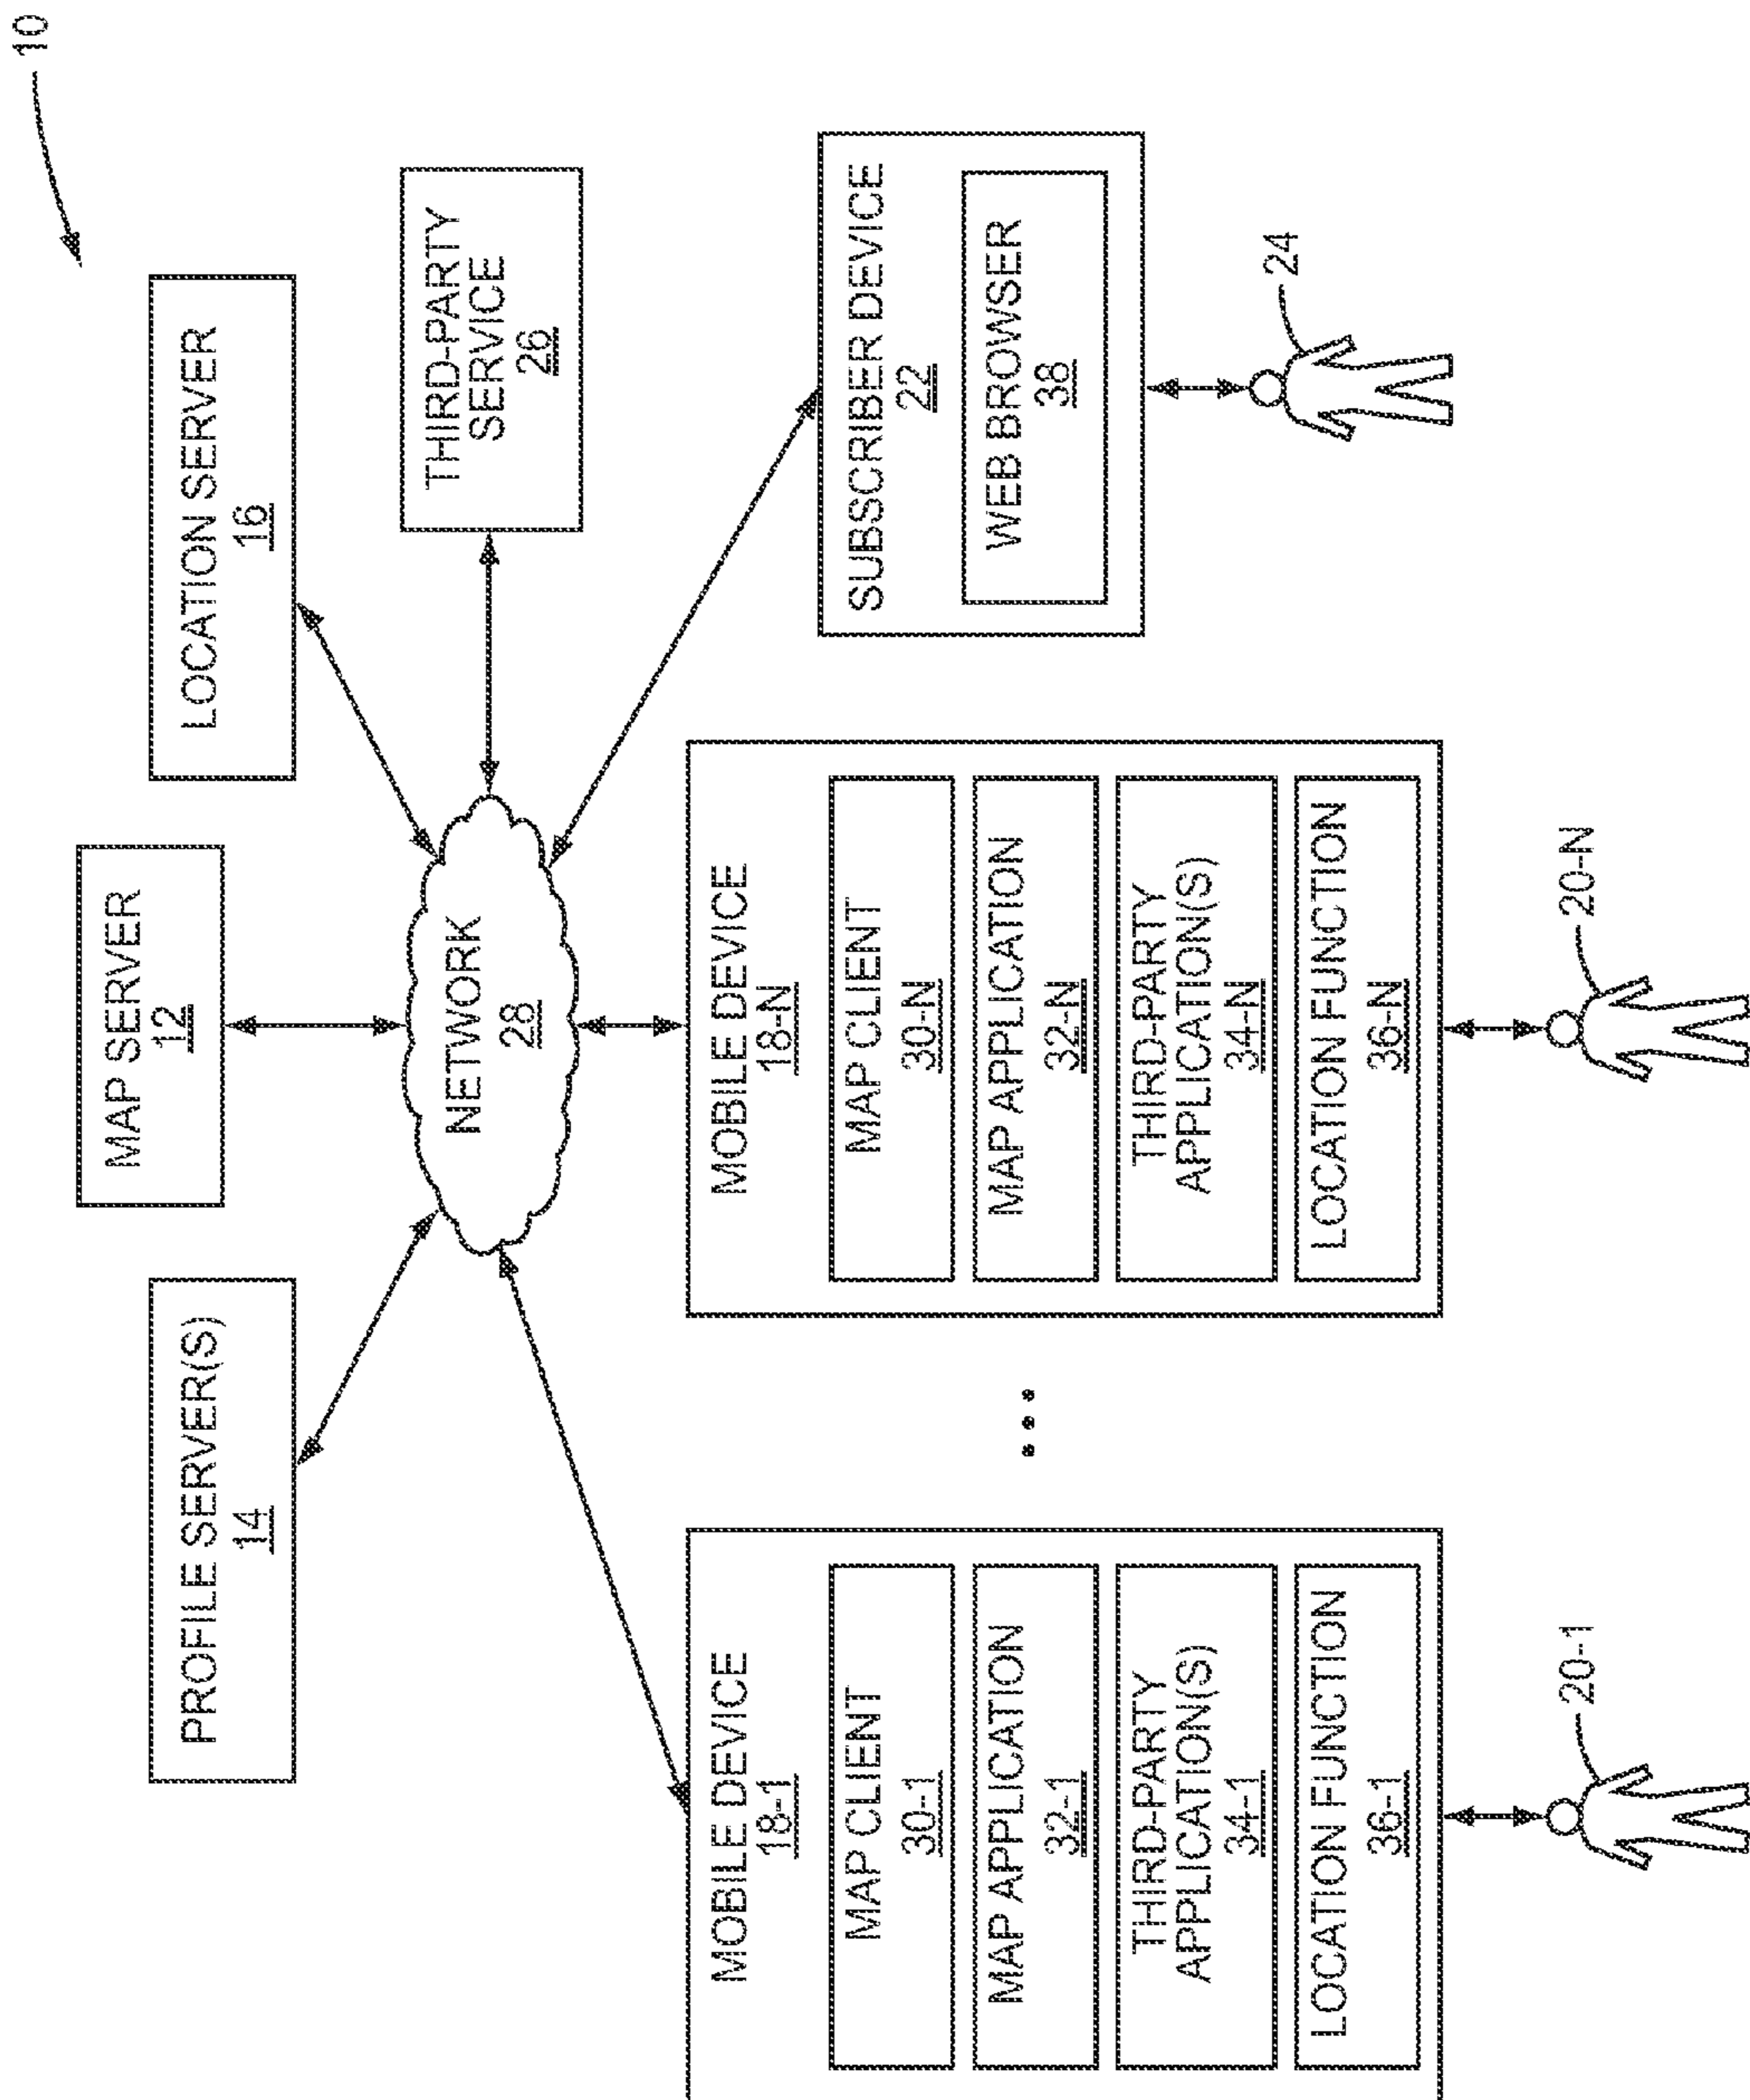 10
MAP SERVER
12
PROFILE SERVER(S)
14
LOCATION SERVER
16
NETWORK
28
THIRD-PARTY
SERVICE
26
MOBILE DEVICE
18-1
MAP CLIENT
30-1
MAP APPLICATION
32-1
THIRD-PARTY
APPLICATION(S)
34-1
LOCATION FUNCTION
36-1
20-1
MOBILE DEVICE
18-N
MAP CLIENT
30-N
MAP APPLICATION
32-N
THIRD-PARTY
APPLICATION(S)
34-N
LOCATION FUNCTION
36-N
20-N
SUBSCRIBER DEVICE
22
WEB BROWSER
38
24